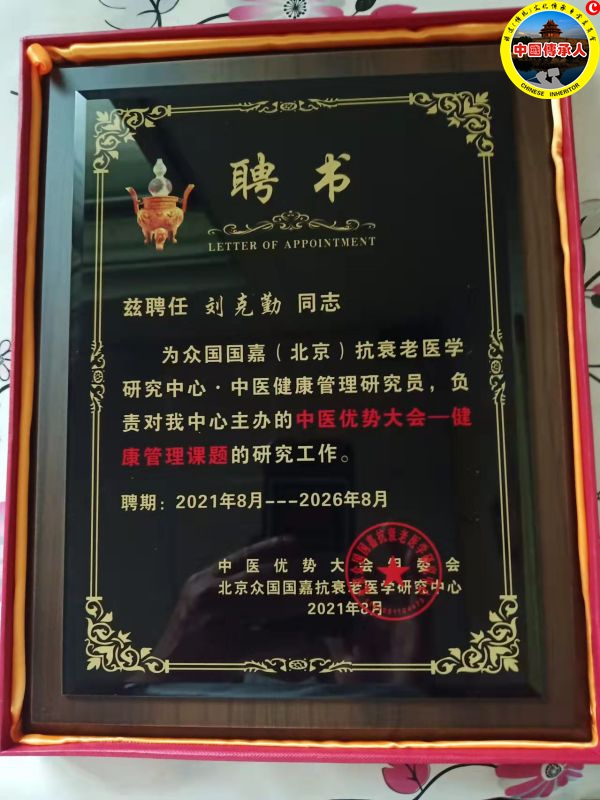 中國傳承人
CHINESE INHERITOR
C
聘书
LETTER OF APPOINTMENT
兹聘任 刘克勤 同志
为众国国嘉（北京）抗衰老医学
研究中心·中医健康管理研究员，负
责对我中心主办的中医优势大会—健
康管理课题的研究工作。
聘期：2021年8月---2026年8月
中医优势大会组委会
北京众国国嘉抗衰老医学研究中心
2021年8月